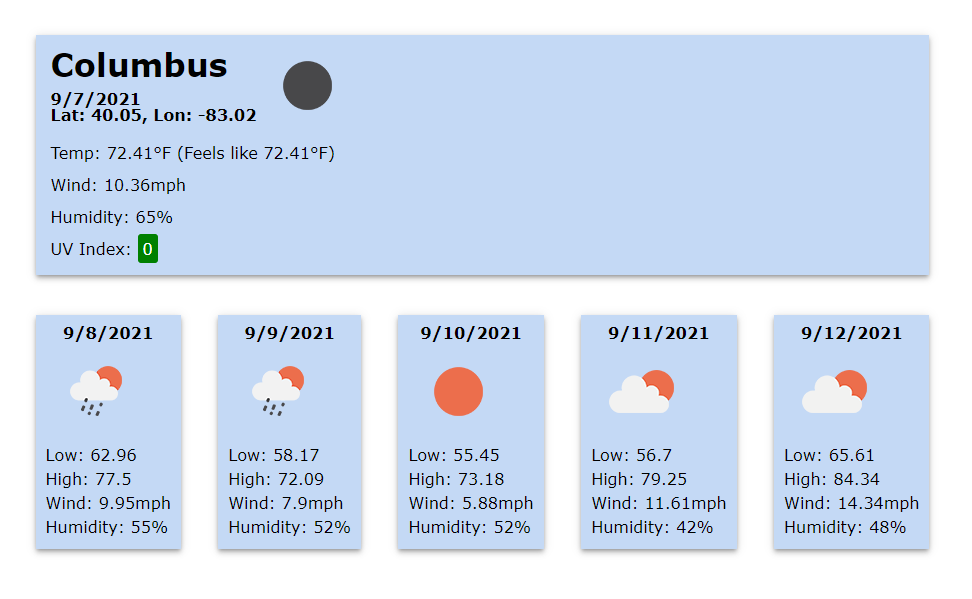 Columbus
9/7/2021
Lat: 40.05, Lon: -83.02
Temp: 72.41°F (Feels like 72.41°F)
Wind: 10.36mph
Humidity: 65%
UV Index: 0
9/8/2021
Low: 62.96
High: 77.5
Wind: 9.95mph
Humidity: 55%
9/9/2021
Low: 58.17
High: 72.09
Wind: 7.9mph
Humidity: 52%
9/10/2021
Low: 55.45
High: 73.18
Wind: 5.88mph
Humidity: 52%
9/11/2021
Low: 56.7
High: 79.25
Wind: 11.61mph
Humidity: 42%
9/12/2021
Low: 65.61
High: 84.34
Wind: 14.34mph
Humidity: 48%